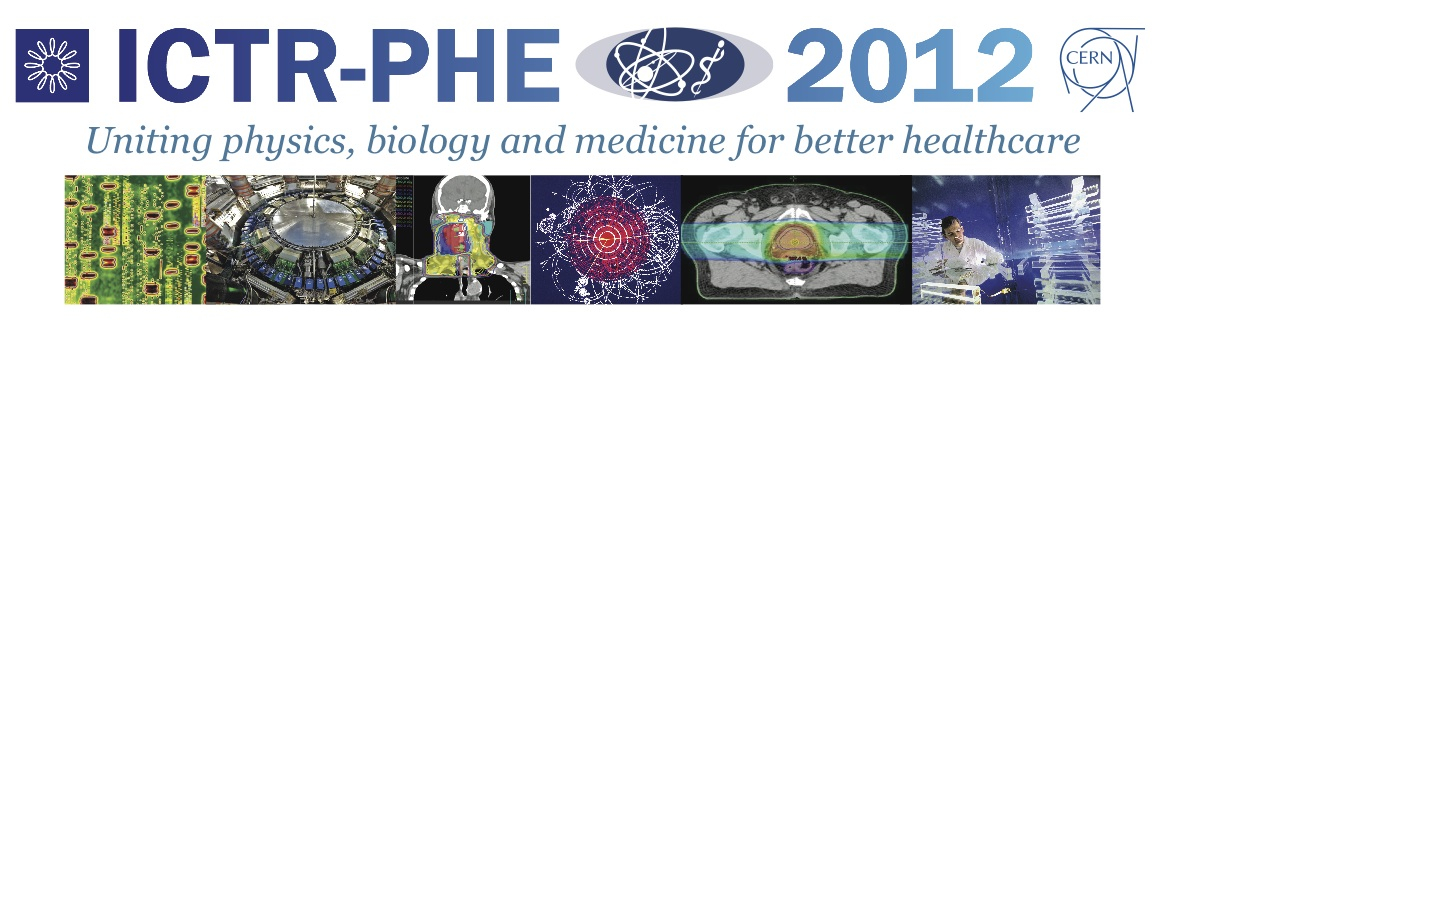 ICTR-PHE 2012 CERN
Uniting physics, biology and medicine for better healthcare